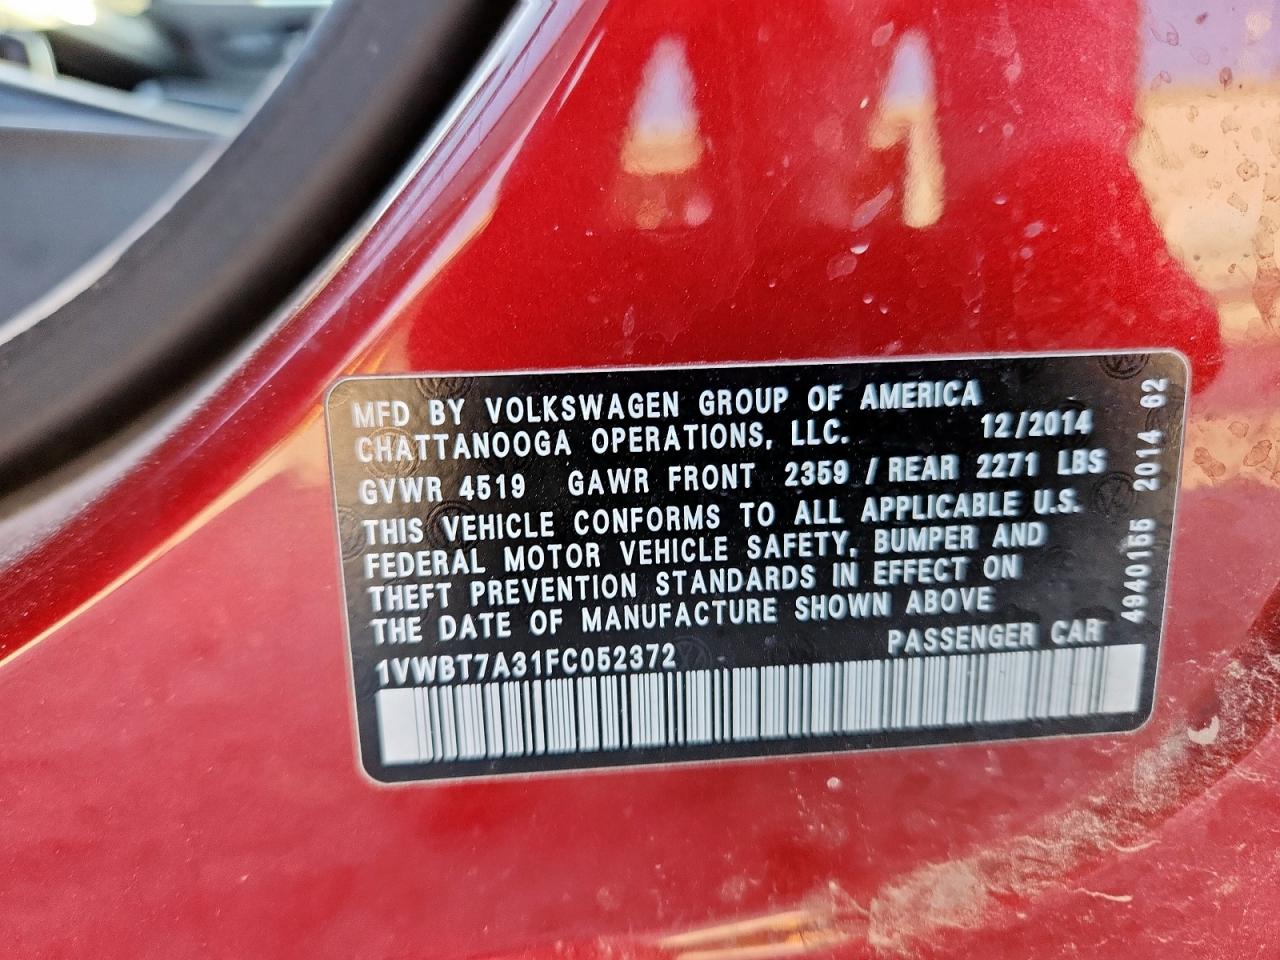 MFD BY VOLKSWAGEN GROUP OF AMERICA
CHATTANOOGA OPERATIONS, LLC. 12/2014
GVWR 4519 GAWR FRONT 2359 / REAR 2271 LBS
THIS VEHICLE CONFORMS TO ALL APPLICABLE U.S.
FEDERAL MOTOR VEHICLE SAFETY, BUMPER AND
THEFT PREVENTION STANDARDS IN EFFECT ON
THE DATE OF MANUFACTURE SHOWN ABOVE
1VWBT7A31FC052372 PASSENGER CAR
4940155 2014 62